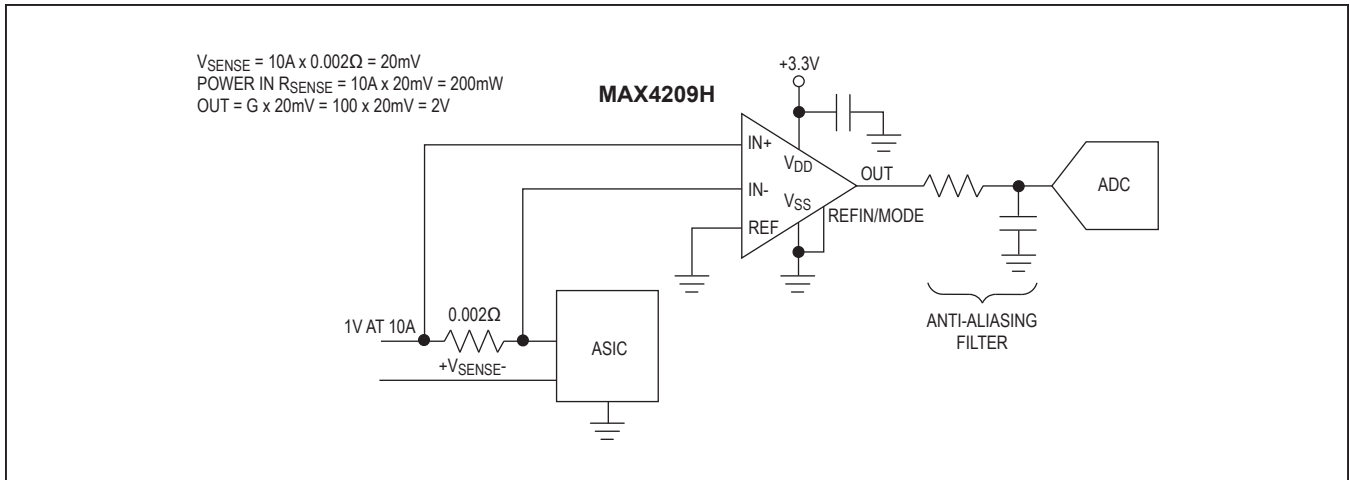 VSENSE = 10A x 0.002Ω = 20mV
POWER IN RSENSE = 10A x 20mV = 200mW
OUT = G x 20mV = 100 x 20mV = 2V
MAX4209H
+3.3V
IN+
VDD
IN-
OUT
VSS
REFIN/MODE
REF
ADC
ANTI-ALIASING
FILTER
1V AT 10A
0.002Ω
+VSENSE-
ASIC